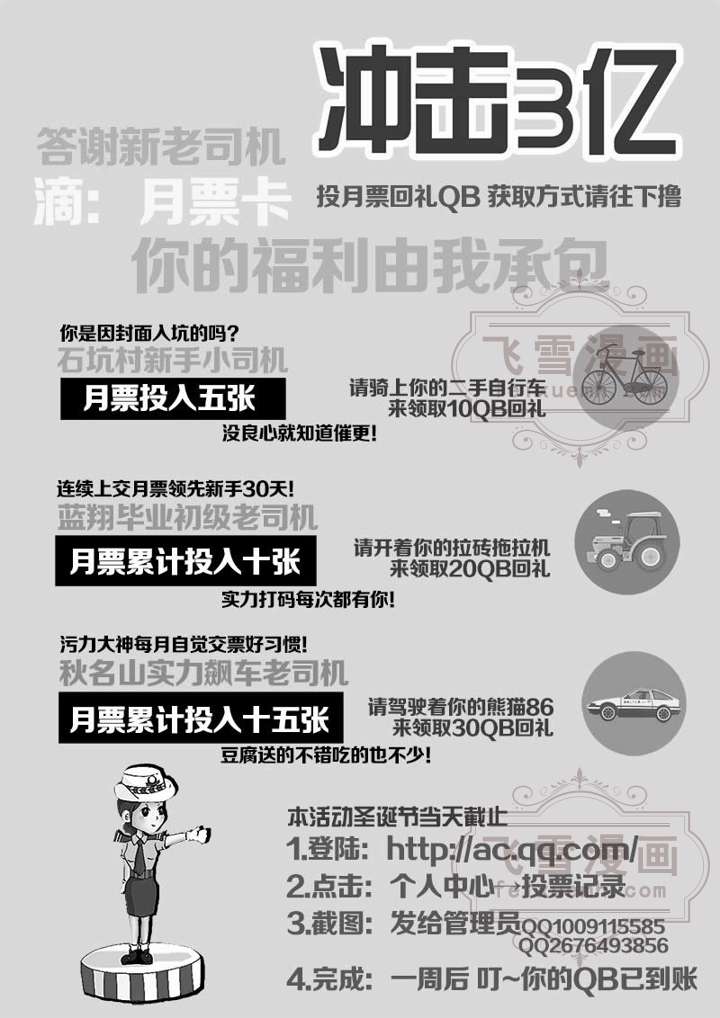 冲击3亿
答谢新老司机
滴：月票卡
投月票回礼QB 获取方式请往下撸
你的福利由我承包
你是因封面入坑的吗？
石坑村新手小司机
月票投入五张
请骑上你的二手自行车
来领取10QB回礼
没良心就知道催更！
飞雪漫画
连续上交月票领先新手30天！
蓝翔毕业初级老司机
月票累计投入十张
请开着你的拉砖拖拉机
来领取20QB回礼
实力打码每次都有你！
污力大神每月自觉交票好习惯！
秋名山实力飙车老司机
月票累计投入十五张
请驾驶着你的熊猫86
来领取30QB回礼
豆腐送的不错吃的也不少！
本活动圣诞节当天截止
1.登陆：http://ac.qq.com/
2.点击：个人中心→投票记录
3.截图：发给管理员QQ1009115585
QQ2676493856
4.完成：一周后 叮~你的QB已到账
飞雪漫画